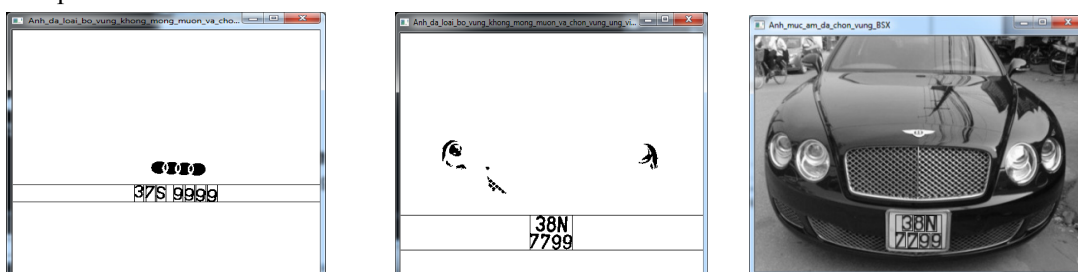 Anh_da_loai_bo_vung_khong_mong_muon_va_cho...
37S 9999
Anh_da_loai_bo_vung_khong_mong_muon_va_chon_vung_ung_vi...
38N
7799
Anh_muc_am_da_chon_vung_BSX
38N
7799